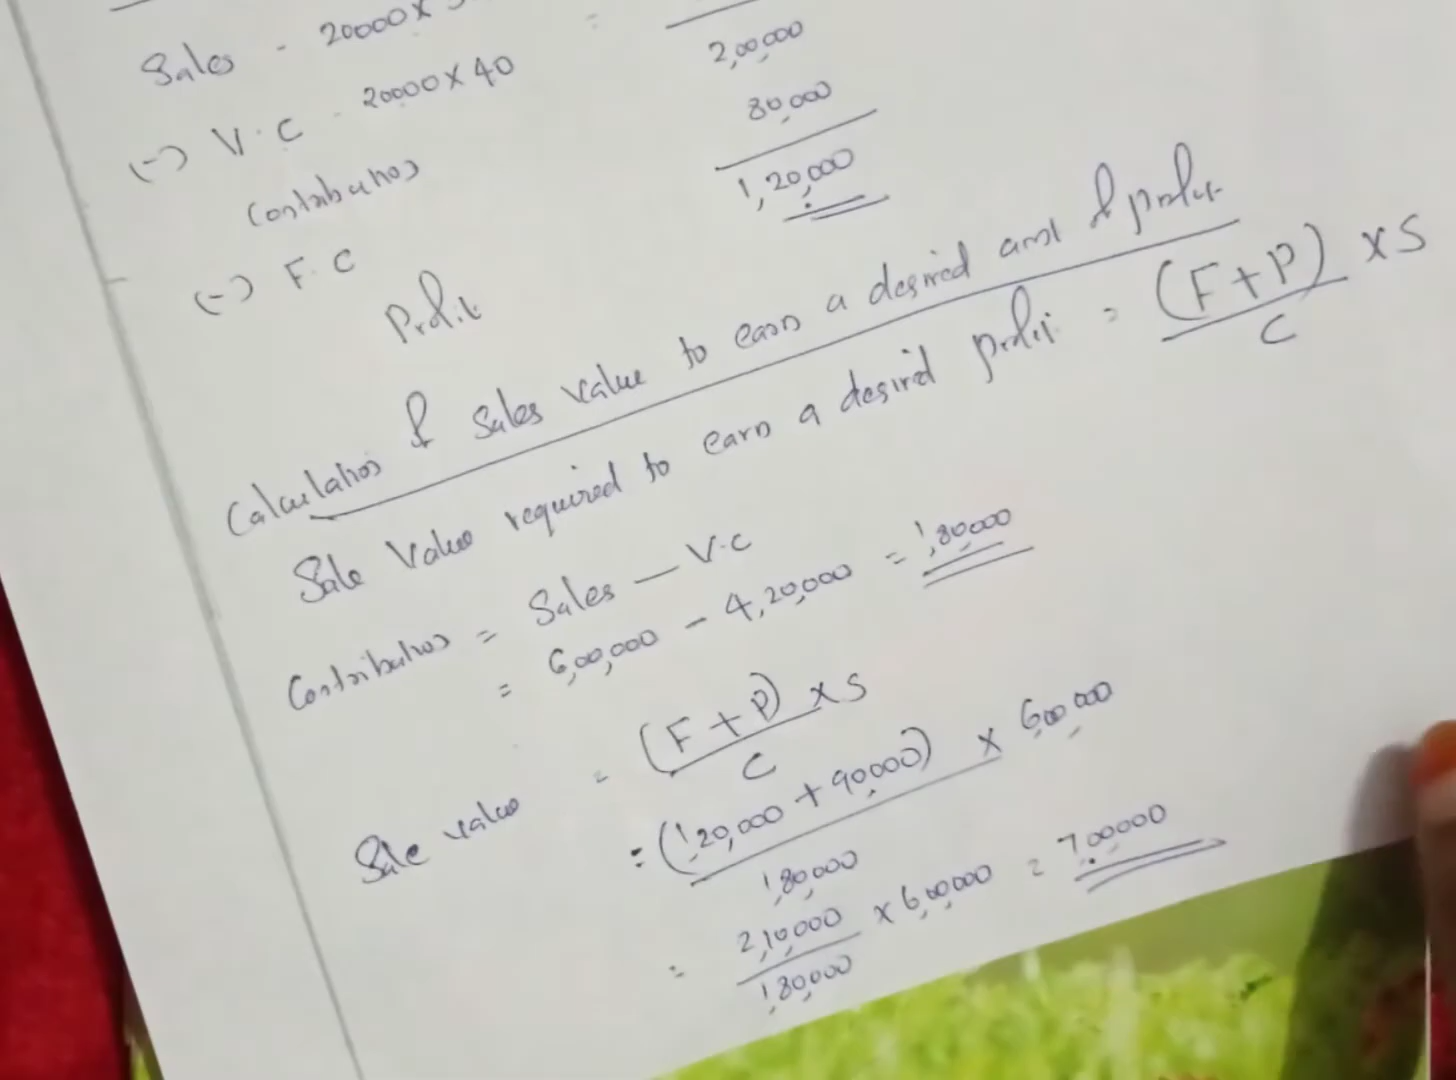 Sales - 20000 X
(-) V.C - 20000 X 40 = 2,00,000
Contribution 80,000
(-) F.C 1,20,000
Profit
Calculation of Sales value to earn a desired amt of profit
Sale Value required to earn a desired profit = (F+P) X S / C
Contribution = Sales - V.C
= 6,00,000 - 4,20,000 = 1,80,000
Sale value = (F+P) X S / C
= (1,20,000 + 90,000) X 6,00,000 / 1,80,000
= 2,10,000 / 1,80,000 X 6,00,000 = 7,00000